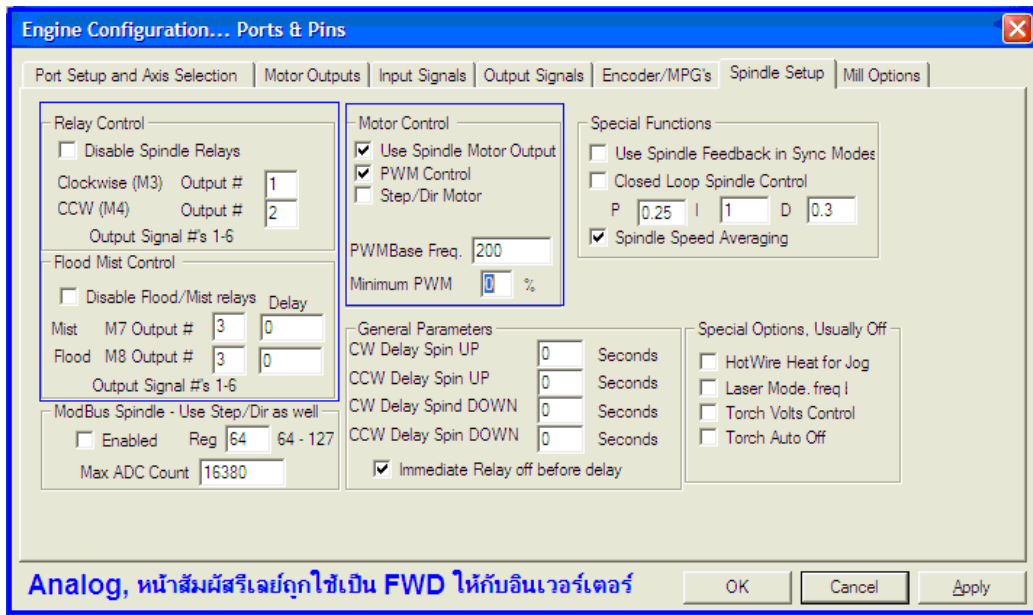 Engine Configuration... Ports & Pins
Port Setup and Axis Selection Motor Outputs Input Signals Output Signals Encoder/MPG's Spindle Setup Mill Options
Relay Control
Disable Spindle Relays
Clockwise (M3) Output # 1
CCW (M4) Output # 2
Output Signal #'s 1-6
Flood Mist Control
Disable Flood/Mist relays Delay
Mist M7 Output # 3 0
Flood M8 Output # 3 0
Output Signal #'s 1-6
ModBus Spindle - Use Step/Dir as well
Enabled Reg 64 64 - 127
Max ADC Count 16380
Motor Control
Use Spindle Motor Output
PWM Control
Step/Dir Motor
PWMBase Freq. 200
Minimum PWM 0 %
General Parameters
CW Delay Spin UP 0 Seconds
CCW Delay Spin UP 0 Seconds
CW Delay Spind DOWN 0 Seconds
CCW Delay Spin DOWN 0 Seconds
Immediate Relay off before delay
Special Functions
Use Spindle Feedback in Sync Modes
Closed Loop Spindle Control
P 0.25 I 1 D 0.3
Spindle Speed Averaging
Special Options, Usually Off
HotWire Heat for Jog
Laser Mode. freq l
Torch Volts Control
Torch Auto Off
Analog, หน้าสัมผัสรีเลย์ถูกใช้เป็น FWD ให้กับอินเวอร์เตอร์
OK Cancel Apply